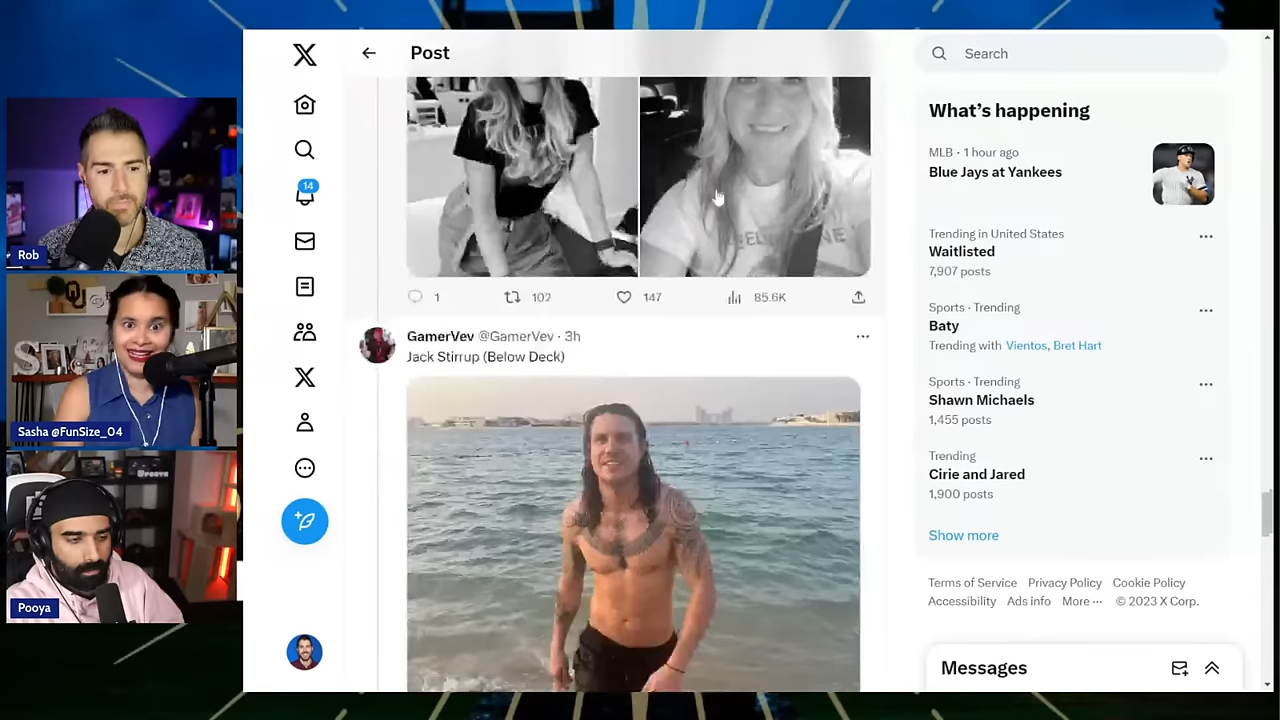 Post
Search
What's happening
MLB · 1 hour ago
Blue Jays at Yankees
Trending in United States
Waitlisted
7,907 posts
Sports · Trending
Baty
Trending with Vientos, Bret Hart
Sports · Trending
Shawn Michaels
1,455 posts
Trending
Cirie and Jared
1,900 posts
Show more
Terms of Service Privacy Policy Cookie Policy
Accessibility Ads info More ··· © 2023 X Corp.
Messages
14
1 102 147 85.6K
GamerVev @GamerVev · 3h
Jack Stirrup (Below Deck)
Rob
Sasha @FunSize_04
Pooya